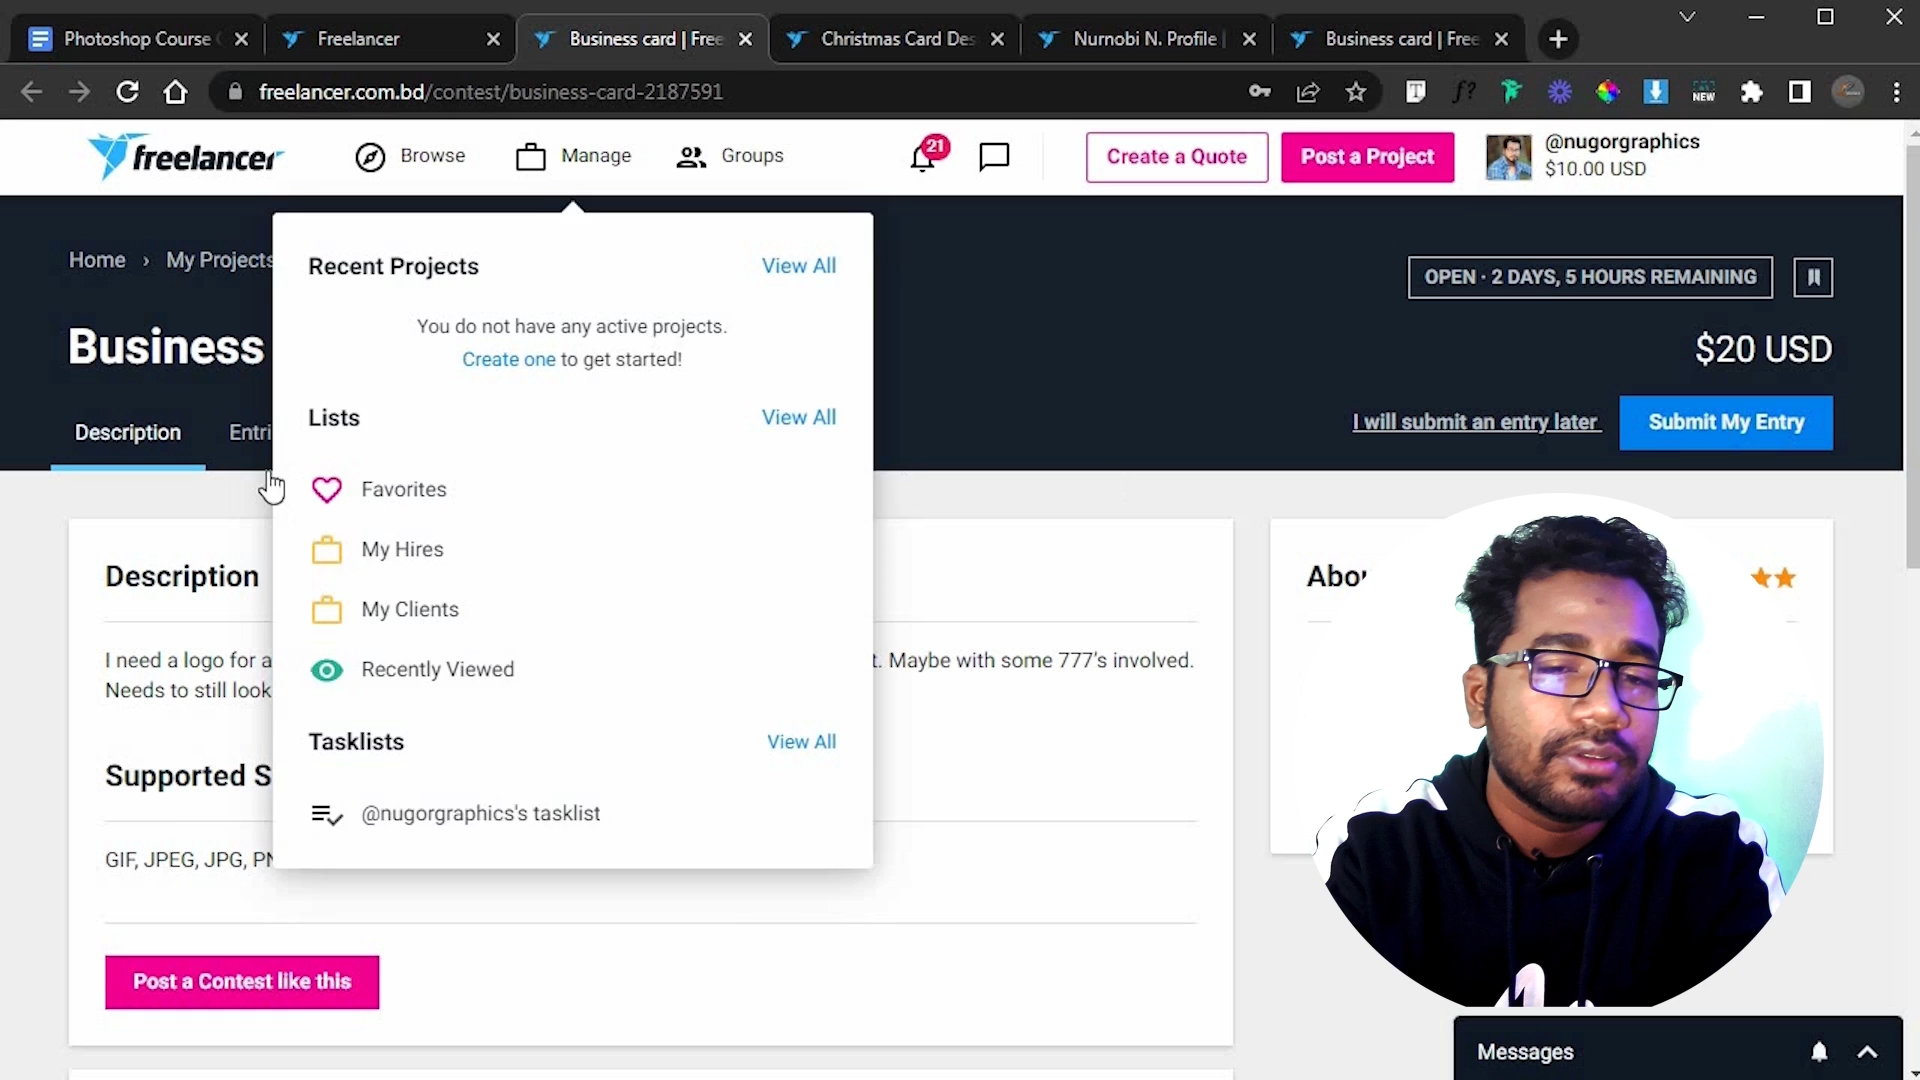 Photoshop Course
Freelancer
Business card | Free
Christmas Card Des
Nurnobi N. Profile |
Business card | Free
freelancer.com.bd/contest/business-card-2187591
f?
NEW
freelancer
Browse
Manage
Groups
21
Create a Quote
Post a Project
@nugorgraphics
$10.00 USD
Home › My Projects
Recent Projects
View All
OPEN · 2 DAYS, 5 HOURS REMAINING
You do not have any active projects.
Create one to get started!
Business
$20 USD
Lists
View All
Description
Entri
I will submit an entry later
Submit My Entry
Favorites
My Hires
My Clients
Recently Viewed
Tasklists
View All
@nugorgraphics's tasklist
Description
I need a logo for a
t. Maybe with some 777's involved.
Needs to still look
Supported S
GIF, JPEG, JPG, PN
Post a Contest like this
Abo
Messages